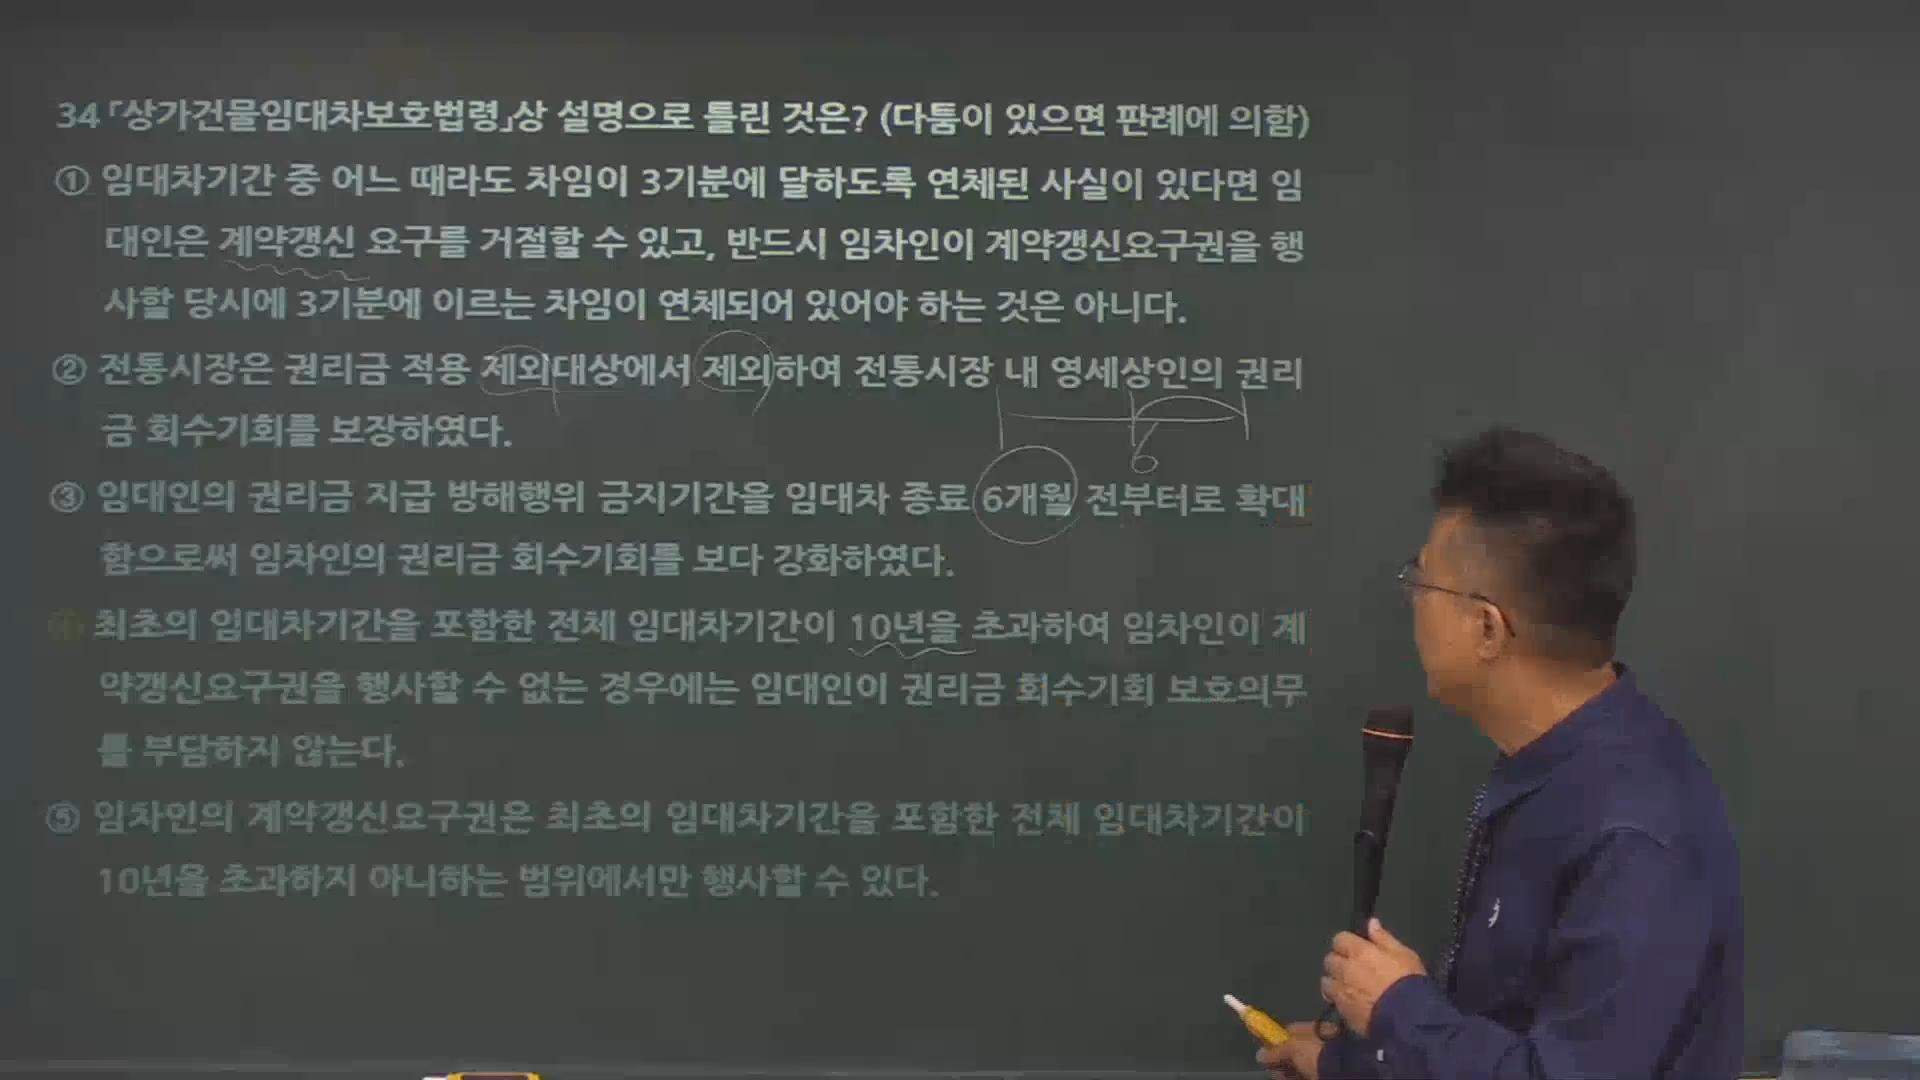 34 「상가건물임대차보호법령」상 설명으로 틀린 것은? (다툼이 있으면 판례에 의함)
① 임대차기간 중 어느 때라도 차임이 3기분에 달하도록 연체된 사실이 있다면 임
대인은 계약갱신 요구를 거절할 수 있고, 반드시 임차인이 계약갱신요구권을 행
사할 당시에 3기분에 이르는 차임이 연체되어 있어야 하는 것은 아니다.
② 전통시장은 권리금 적용 제외대상에서 제외하여 전통시장 내 영세상인의 권리
금 회수기회를 보장하였다.
6
③ 임대인의 권리금 지급 방해행위 금지기간을 임대차 종료 6개월 전부터로 확대
함으로써 임차인의 권리금 회수기회를 보다 강화하였다.
④ 최초의 임대차기간을 포함한 전체 임대차기간이 10년을 초과하여 임차인이 계
약갱신요구권을 행사할 수 없는 경우에는 임대인이 권리금 회수기회 보호의무
를 부담하지 않는다.
⑤ 임차인의 계약갱신요구권은 최초의 임대차기간을 포함한 전체 임대차기간이
10년을 초과하지 아니하는 범위에서만 행사할 수 있다.